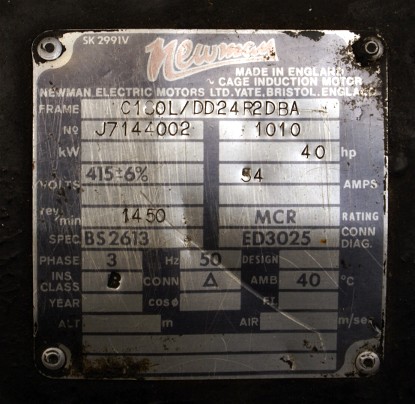 SK 2991V
Newman
MADE IN ENGLAND
CAGE INDUCTION MOTOR
NEWMAN ELECTRIC MOTORS LTD. YATE, BRISTOL. ENGLAND
FRAME C180L/DD24R2DBA
Nº J7144002 1010
kW 40 hp
VOLTS 415±6% 54 AMPS
rev/min 1450 MCR RATING
SPEC. BS2613 ED3025 CONN DIAG.
PHASE 3 Hz 50 DESIGN
INS. CLASS B CONN Δ AMB 40 °C
YEAR cosø
ALT m AIR m/sec